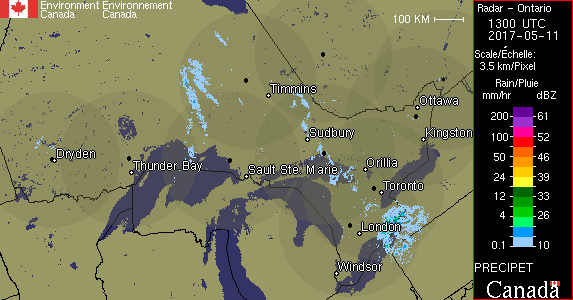 Environment Environnement
Canada Canada
100 KM
Timmins
Ottawa
Sudbury
Kingston
Dryden
Thunder Bay
Sault Ste. Marie
Orillia
Toronto
London
Windsor
Radar - Ontario
1300 UTC
2017-05-11
Scale/Échelle:
3.5 km/Pixel
Rain/Pluie
mm/hr dBZ
200 61
100 52
50 46
24 39
12 33
4 26
0.1 10
PRECIPET
Canada